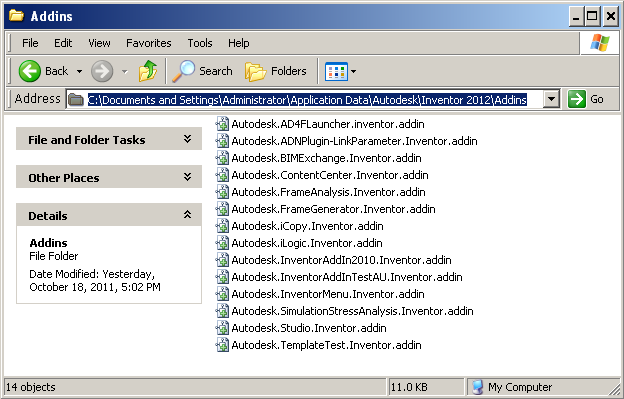 Addins
File Edit View Favorites Tools Help
Back Search Folders
Address C:\Documents and Settings\Administrator\Application Data\Autodesk\Inventor 2012\Addins Go
File and Folder Tasks
Other Places
Details
Addins
File Folder
Date Modified: Yesterday,
October 18, 2011, 5:02 PM
Autodesk.AD4FLauncher.inventor.addin
Autodesk.ADNPlugin-LinkParameter.Inventor.addin
Autodesk.BIMExchange.Inventor.addin
Autodesk.ContentCenter.Inventor.addin
Autodesk.FrameAnalysis.Inventor.addin
Autodesk.FrameGenerator.Inventor.addin
Autodesk.iCopy.Inventor.addin
Autodesk.iLogic.Inventor.addin
Autodesk.InventorAddIn2010.Inventor.addin
Autodesk.InventorAddInTestAU.Inventor.addin
Autodesk.InventorMenu.Inventor.addin
Autodesk.SimulationStressAnalysis.Inventor.addin
Autodesk.Studio.Inventor.addin
Autodesk.TemplateTest.Inventor.addin
14 objects 11.0 KB My Computer